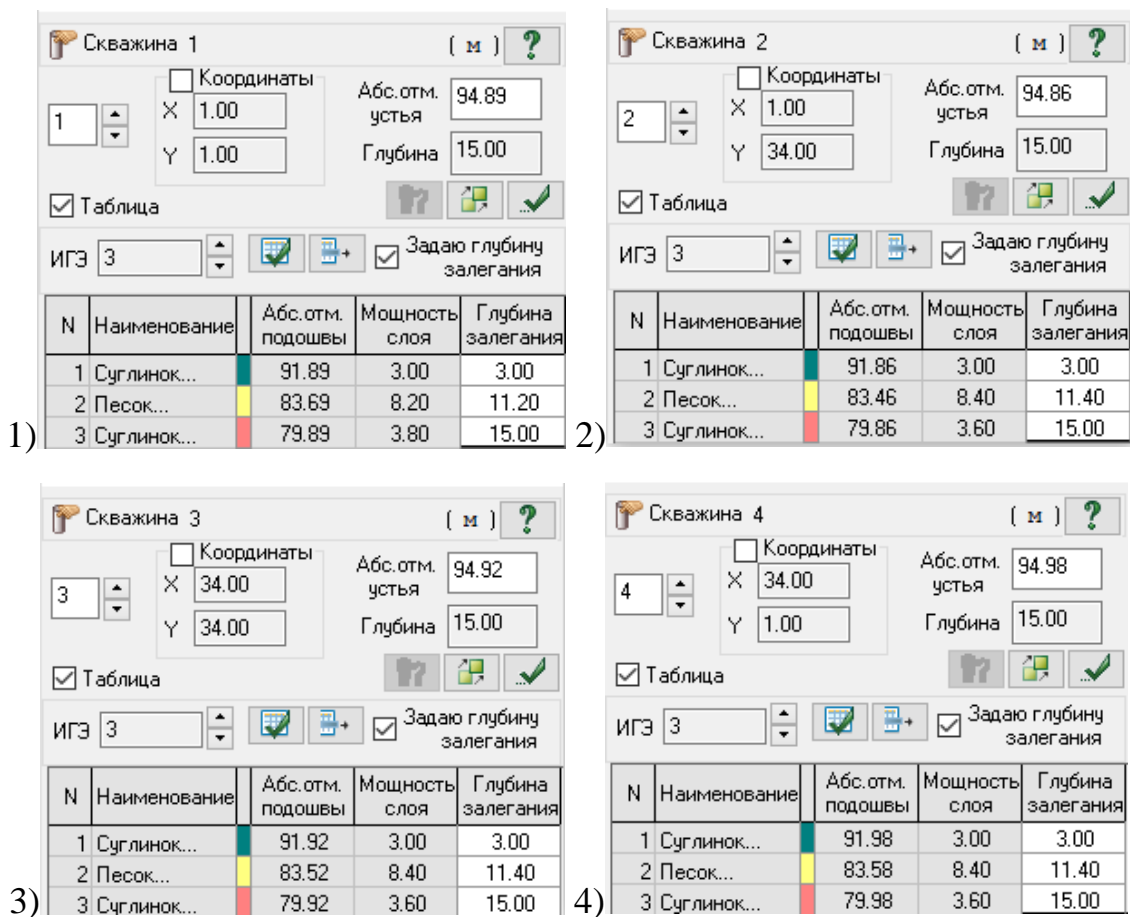 Скважина 1 ( м ) ?
Координаты
X 1.00
Y 1.00
Абс.отм. устья 94.89
Глубина 15.00
1
Таблица
ИГЭ 3
Задаю глубину залегания
N Наименование Абс.отм. подошвы Мощность слоя Глубина залегания
1 Суглинок... 91.89 3.00 3.00
2 Песок... 83.69 8.20 11.20
3 Суглинок... 79.89 3.80 15.00
1)
Скважина 2 ( м ) ?
Координаты
X 1.00
Y 34.00
Абс.отм. устья 94.86
Глубина 15.00
2
Таблица
ИГЭ 3
Задаю глубину залегания
N Наименование Абс.отм. подошвы Мощность слоя Глубина залегания
1 Суглинок... 91.86 3.00 3.00
2 Песок... 83.46 8.40 11.40
3 Суглинок... 79.86 3.60 15.00
2)
Скважина 3 ( м ) ?
Координаты
X 34.00
Y 34.00
Абс.отм. устья 94.92
Глубина 15.00
3
Таблица
ИГЭ 3
Задаю глубину залегания
N Наименование Абс.отм. подошвы Мощность слоя Глубина залегания
1 Суглинок... 91.92 3.00 3.00
2 Песок... 83.52 8.40 11.40
3 Суглинок... 79.92 3.60 15.00
3)
Скважина 4 ( м ) ?
Координаты
X 34.00
Y 1.00
Абс.отм. устья 94.98
Глубина 15.00
4
Таблица
ИГЭ 3
Задаю глубину залегания
N Наименование Абс.отм. подошвы Мощность слоя Глубина залегания
1 Суглинок... 91.98 3.00 3.00
2 Песок... 83.58 8.40 11.40
3 Суглинок... 79.98 3.60 15.00
4)